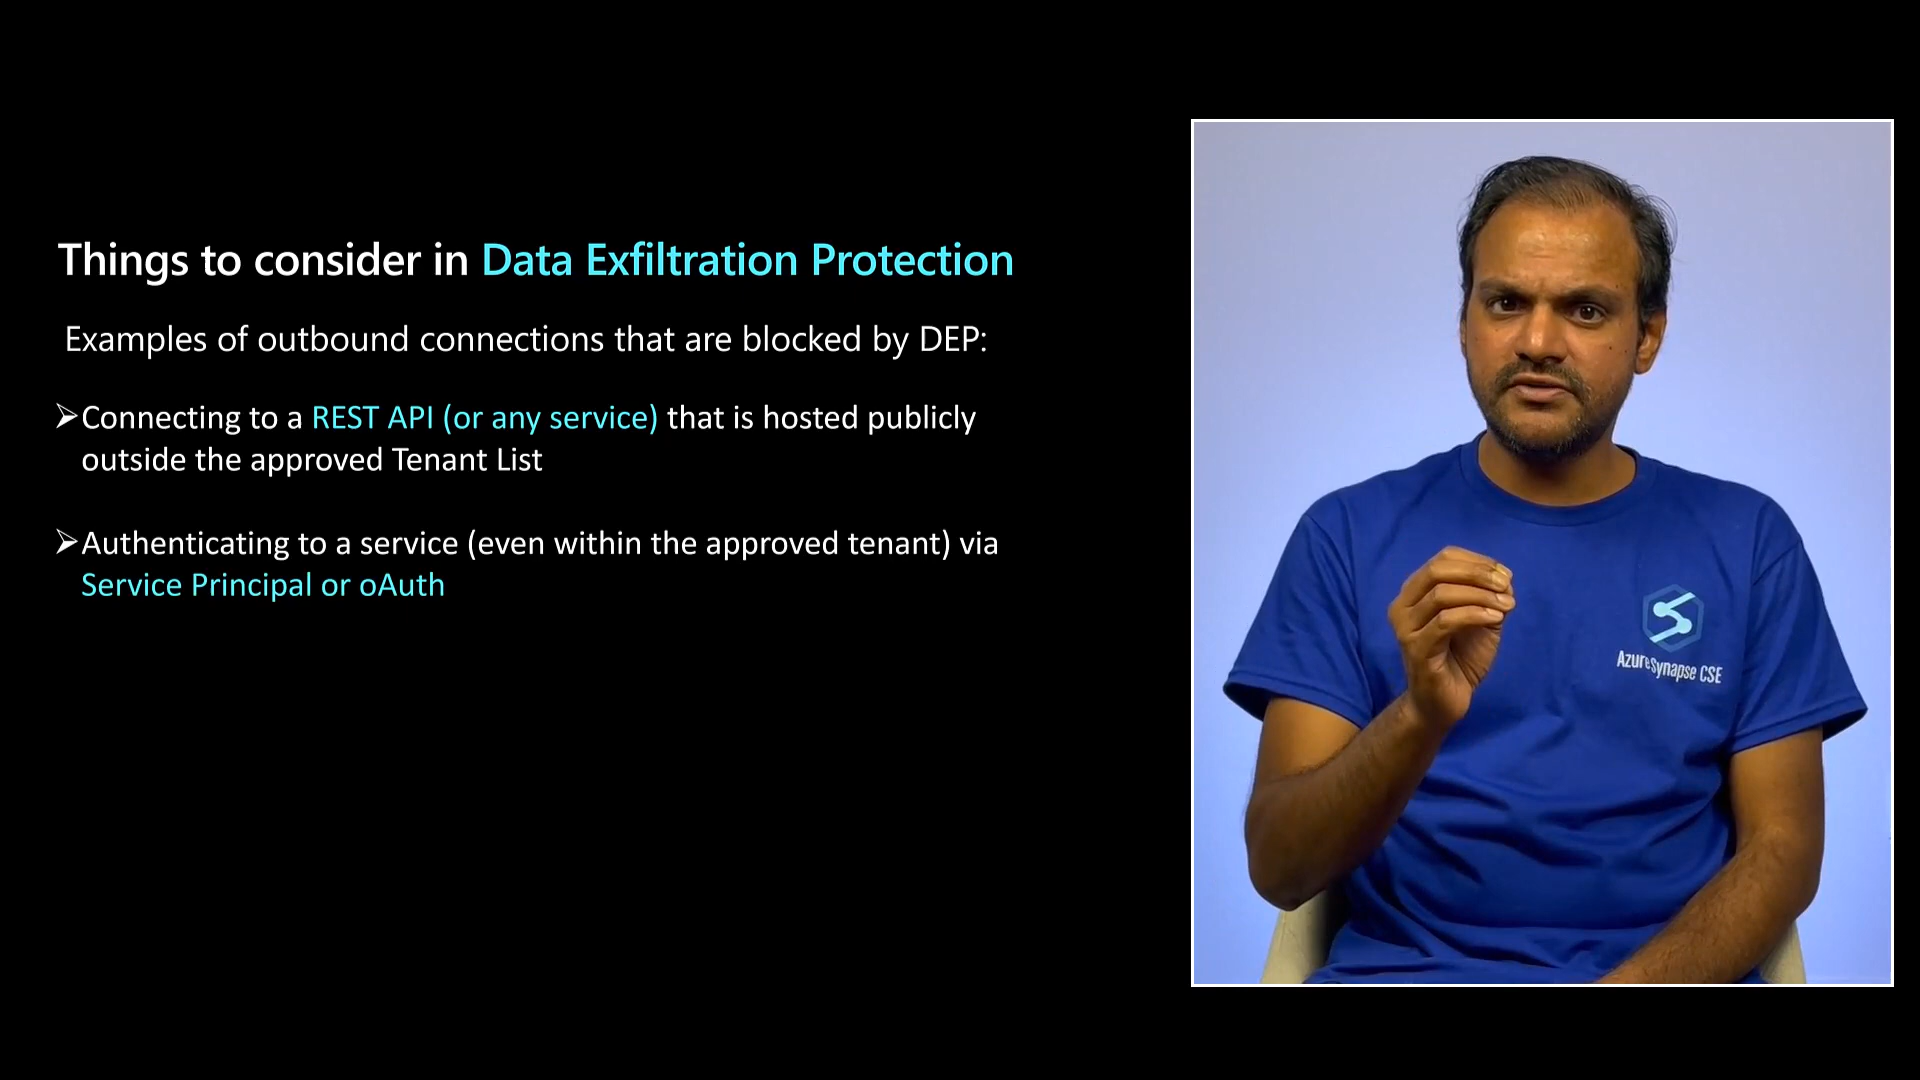 Things to consider in Data Exfiltration Protection
Examples of outbound connections that are blocked by DEP:
➢Connecting to a REST API (or any service) that is hosted publicly
outside the approved Tenant List
➢Authenticating to a service (even within the approved tenant) via
Service Principal or oAuth
Azure Synapse CSE